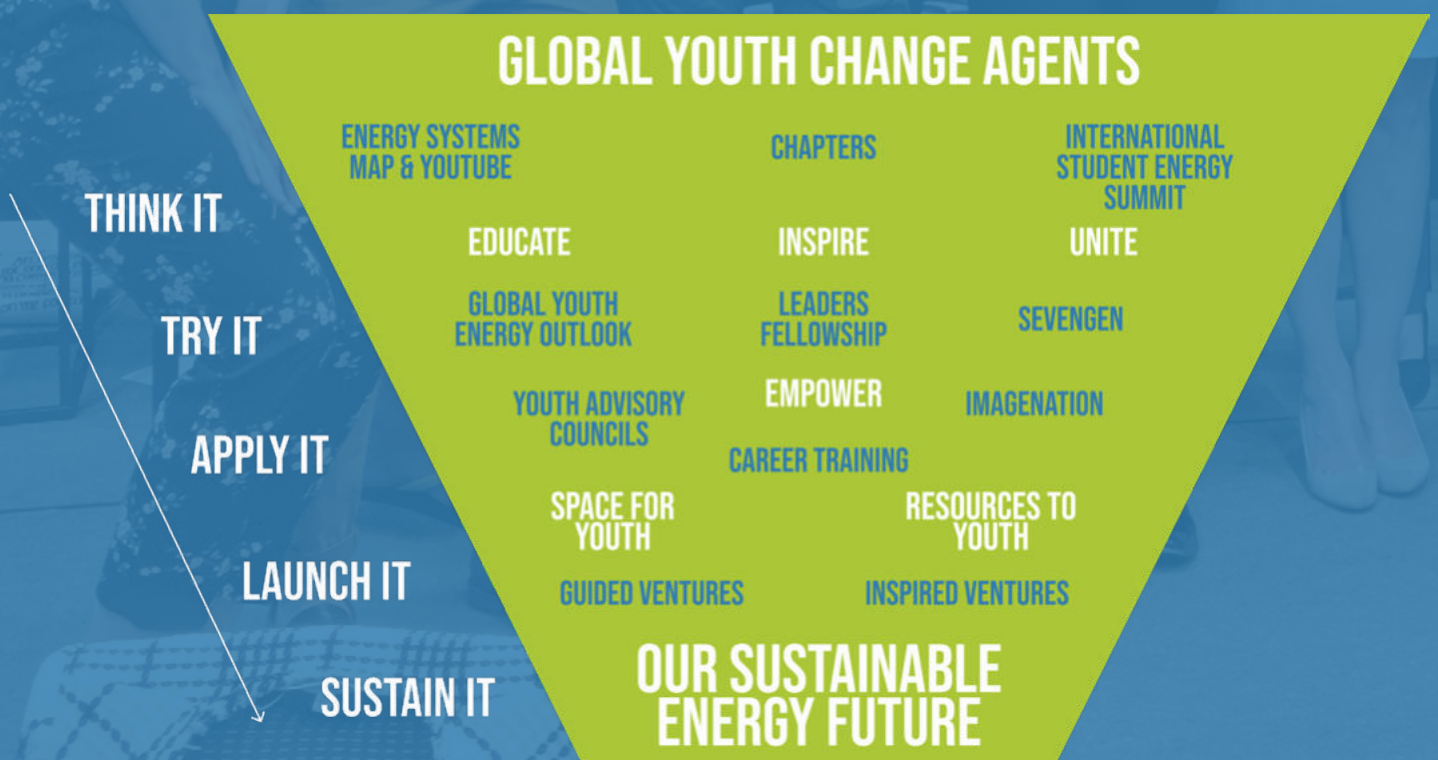 GLOBAL YOUTH CHANGE AGENTS
ENERGY SYSTEMS
MAP & YOUTUBE
CHAPTERS
INTERNATIONAL
STUDENT ENERGY
SUMMIT
THINK IT
EDUCATE
INSPIRE
UNITE
TRY IT
GLOBAL YOUTH
ENERGY OUTLOOK
LEADERS
FELLOWSHIP
SEVENGEN
EMPOWER
YOUTH ADVISORY
COUNCILS
IMAGENATION
APPLY IT
CAREER TRAINING
SPACE FOR
YOUTH
RESOURCES TO
YOUTH
LAUNCH IT
GUIDED VENTURES
INSPIRED VENTURES
SUSTAIN IT
OUR SUSTAINABLE
ENERGY FUTURE